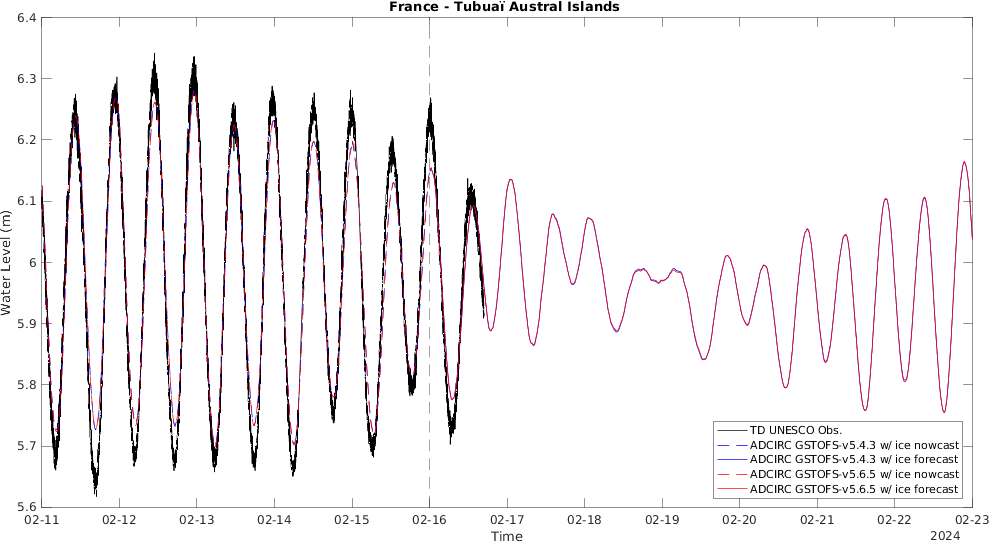 France - Tubuaï Austral Islands
6.4
6.3
6.2
6.1
6
5.9
5.8
5.7
5.6
Water Level (m)
TD UNESCO Obs.
ADCIRC GSTOFS-v5.4.3 w/ ice nowcast
ADCIRC GSTOFS-v5.4.3 w/ ice forecast
ADCIRC GSTOFS-v5.6.5 w/ ice nowcast
ADCIRC GSTOFS-v5.6.5 w/ ice forecast
02-11 02-12 02-13 02-14 02-15 02-16 02-17 02-18 02-19 02-20 02-21 02-22 02-23
Time
2024